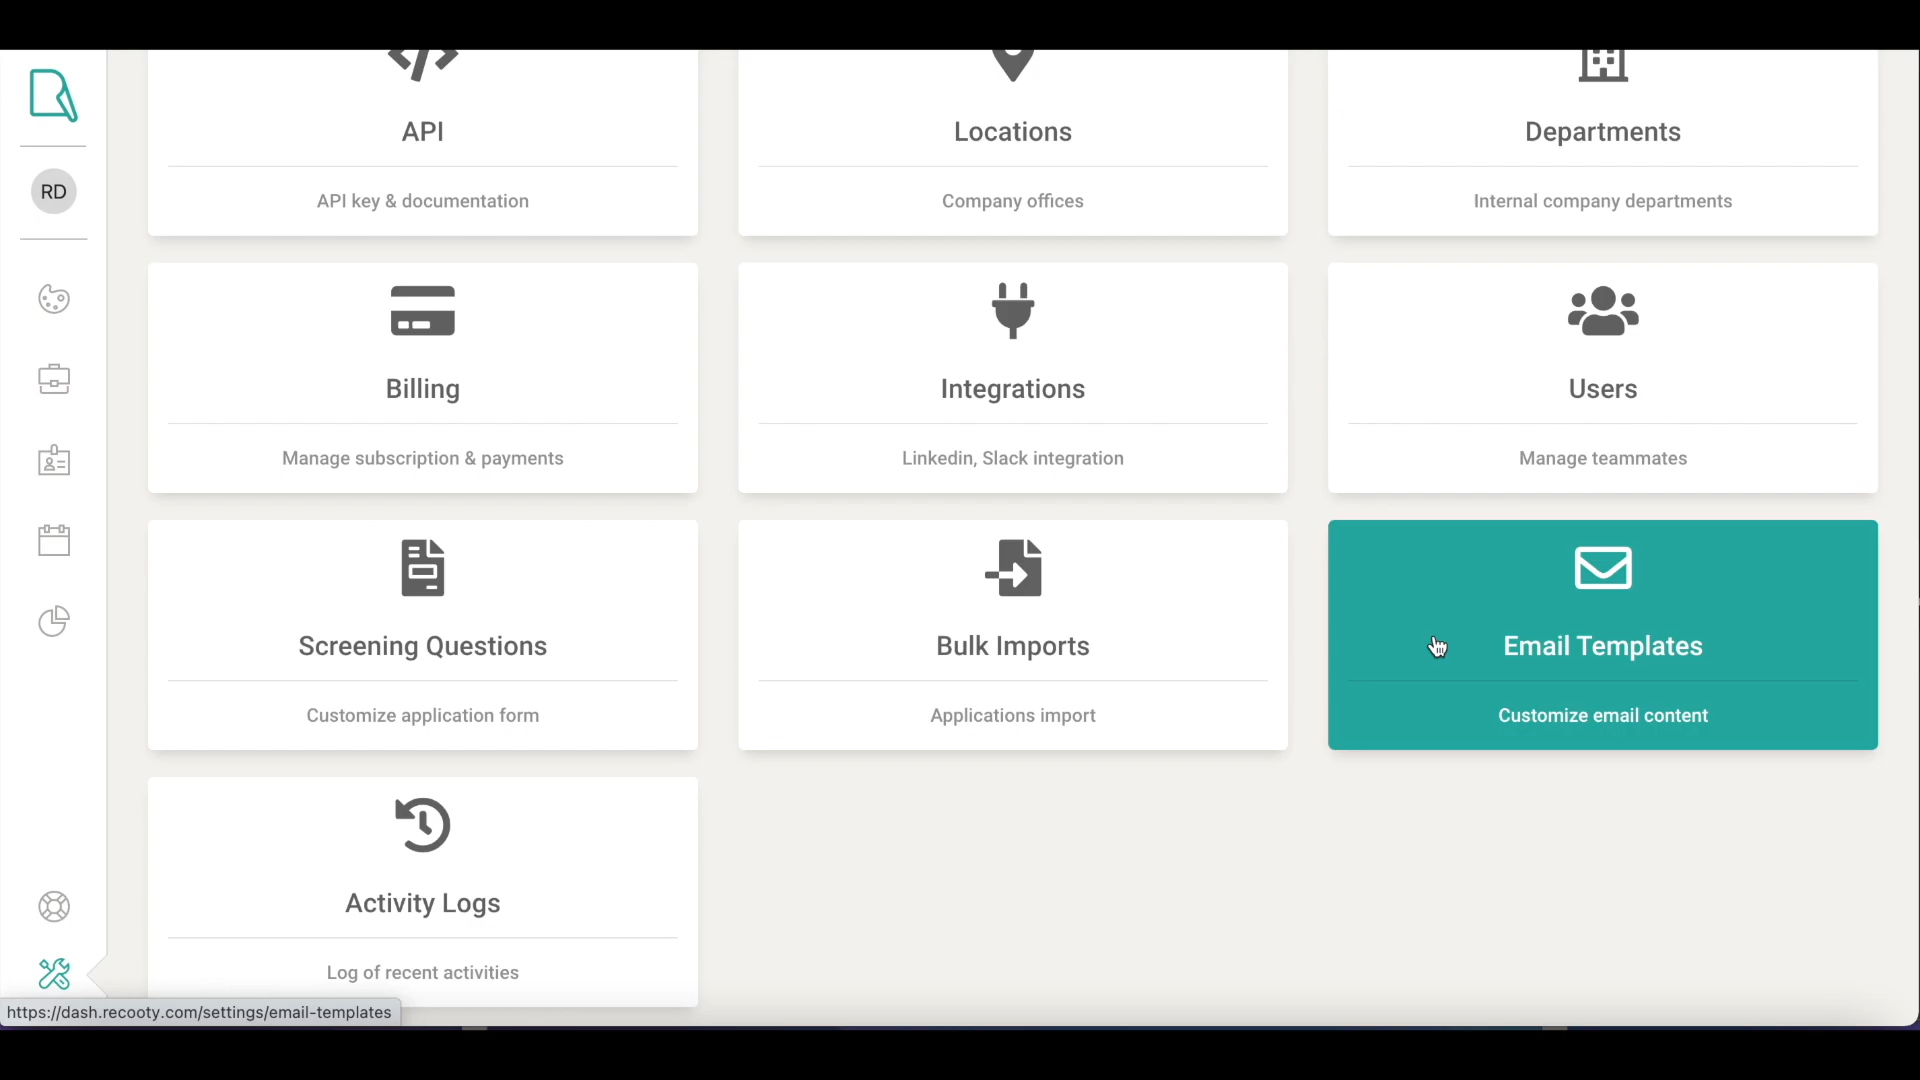 API
Locations
Departments
API key & documentation
Company offices
Internal company departments
RD
Billing
Integrations
Users
Manage subscription & payments
Linkedin, Slack integration
Manage teammates
Screening Questions
Bulk Imports
Email Templates
Customize application form
Applications import
Customize email content
Activity Logs
Log of recent activities
https://dash.recooty.com/settings/email-templates